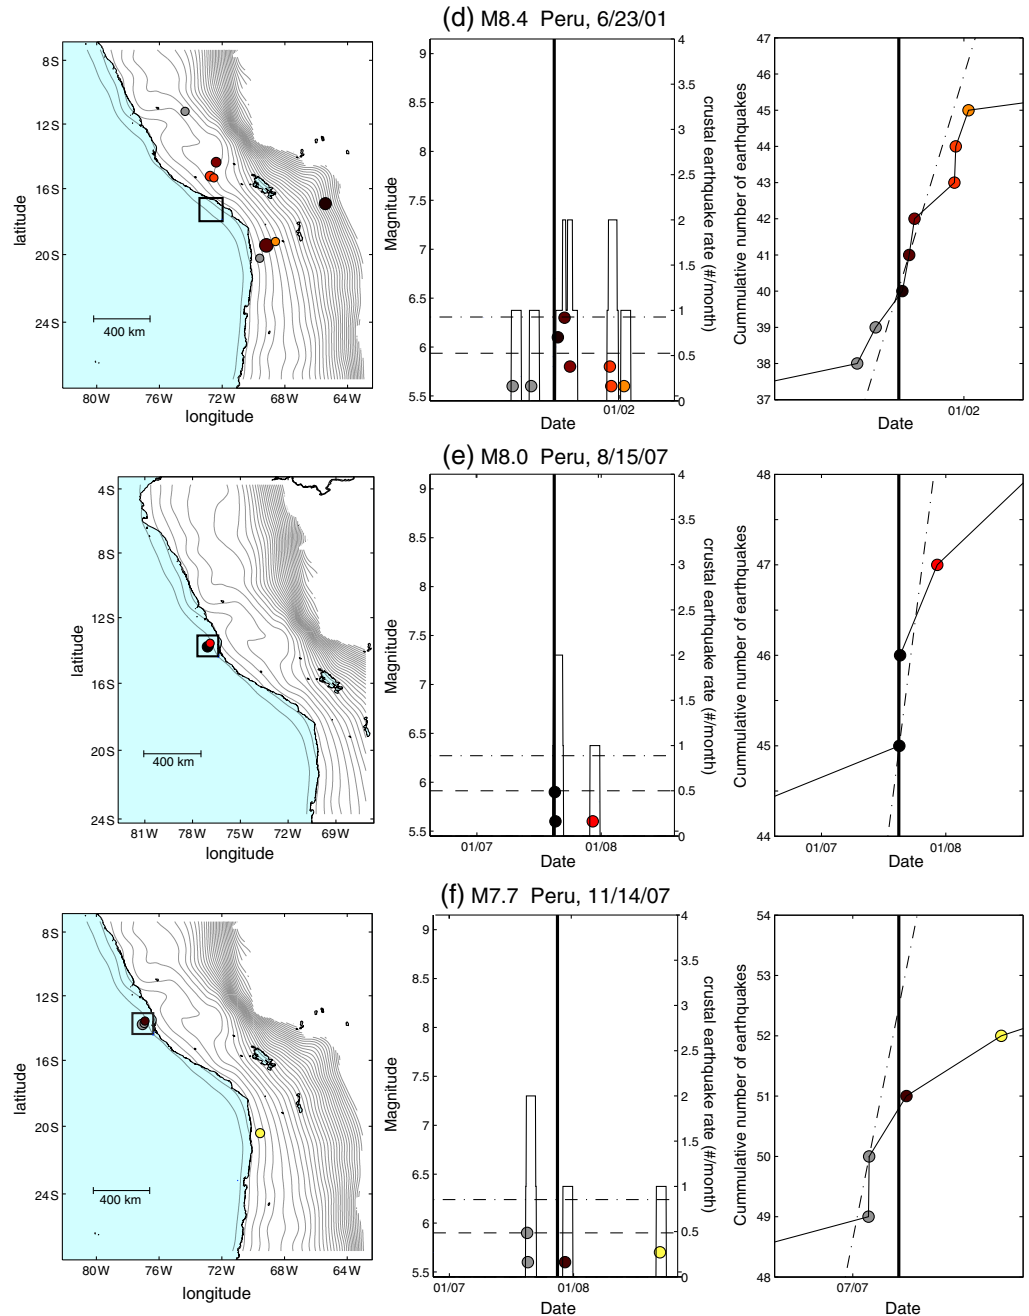 (d) M8.4 Peru, 6/23/01
8S
12S
16S
20S
24S
latitude
400 km
80W 76W 72W 68W 64W
longitude
9
8.5
8
7.5
7
6.5
6
5.5
Magnitude
4
3.5
3
2.5
2
1.5
1
0.5
0
crustal earthquake rate (#/month)
01/02
Date
47
46
45
44
43
42
41
40
39
38
37
Cummulative number of earthquakes
01/02
Date
(e) M8.0 Peru, 8/15/07
4S
8S
12S
16S
20S
24S
latitude
400 km
81W 77W 75W 72W 69W
longitude
9
8.5
8
7.5
7
6.5
6
5.5
Magnitude
4
3.5
3
2.5
2
1.5
1
0.5
0
crustal earthquake rate (#/month)
01/07 01/08
Date
48
47
46
45
44
Cummulative number of earthquakes
01/07 01/08
Date
(f) M7.7 Peru, 11/14/07
8S
12S
16S
20S
24S
latitude
400 km
80W 76W 72W 68W 64W
longitude
9
8.5
8
7.5
7
6.5
6
5.5
Magnitude
4
3.5
3
2.5
2
1.5
1
0.5
0
crustal earthquake rate (#/month)
01/07 01/08
Date
54
53
52
51
50
49
48
Cummulative number of earthquakes
07/07
Date